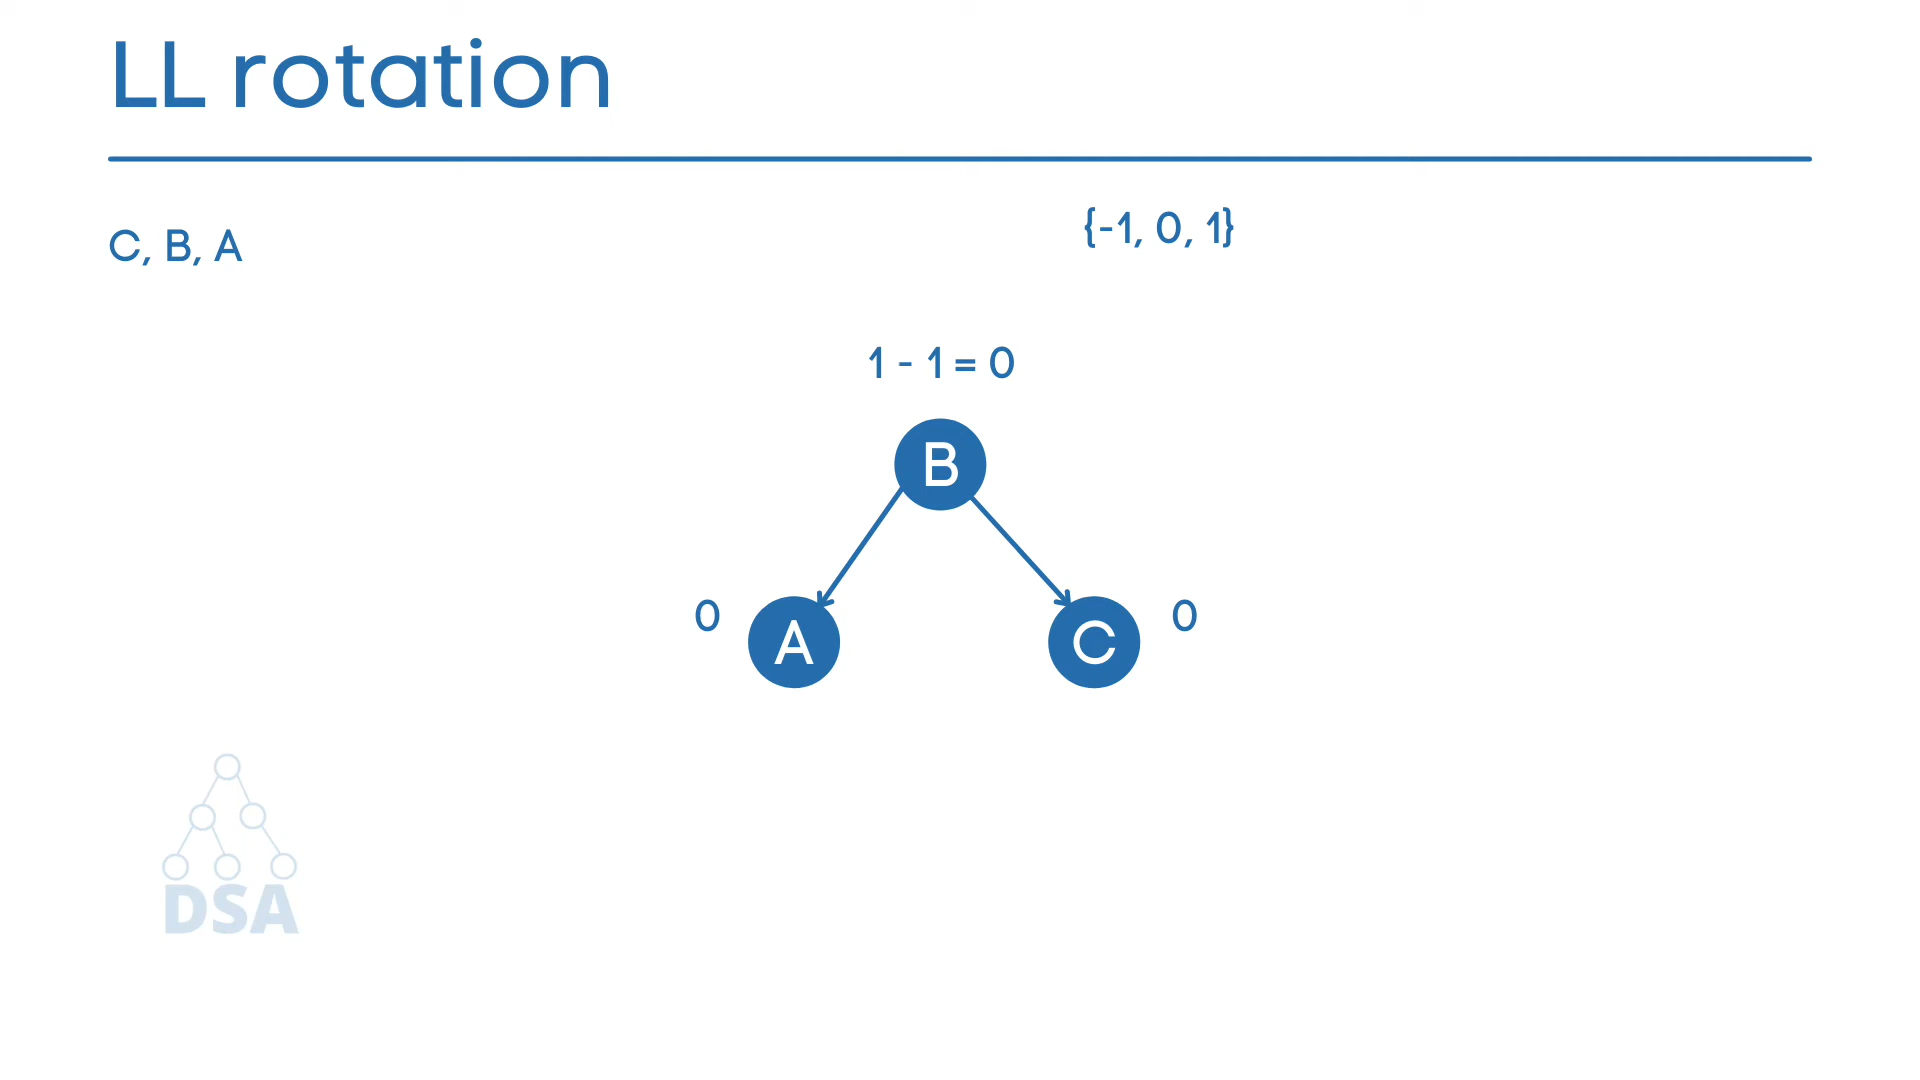 LL rotation
C, B, A
{-1, 0, 1}
1 - 1 = 0
B
0 A C 0
DSA